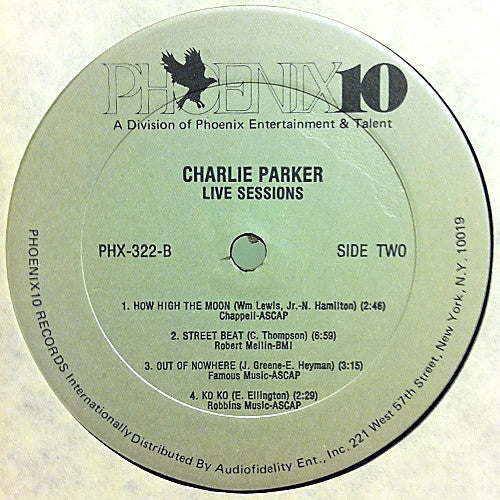 PHOENIX10
A Division of Phoenix Entertainment & Talent
CHARLIE PARKER
LIVE SESSIONS
PHX-322-B
SIDE TWO
1. HOW HIGH THE MOON (Wm Lewis, Jr.-N. Hamilton) (2:46)
Chappell-ASCAP
2. STREET BEAT (C. Thompson) (6:59)
Robert Mellin-BMI
3. OUT OF NOWHERE (J. Greene-E. Heyman) (3:15)
Famous Music-ASCAP
4. KO KO (E. Ellington) (2:29)
Robbins Music-ASCAP
PHOENIX10 RECORDS Internationally Distributed By Audiofidelity Ent., Inc. 221 West 57th Street, New York, N.Y. 10019